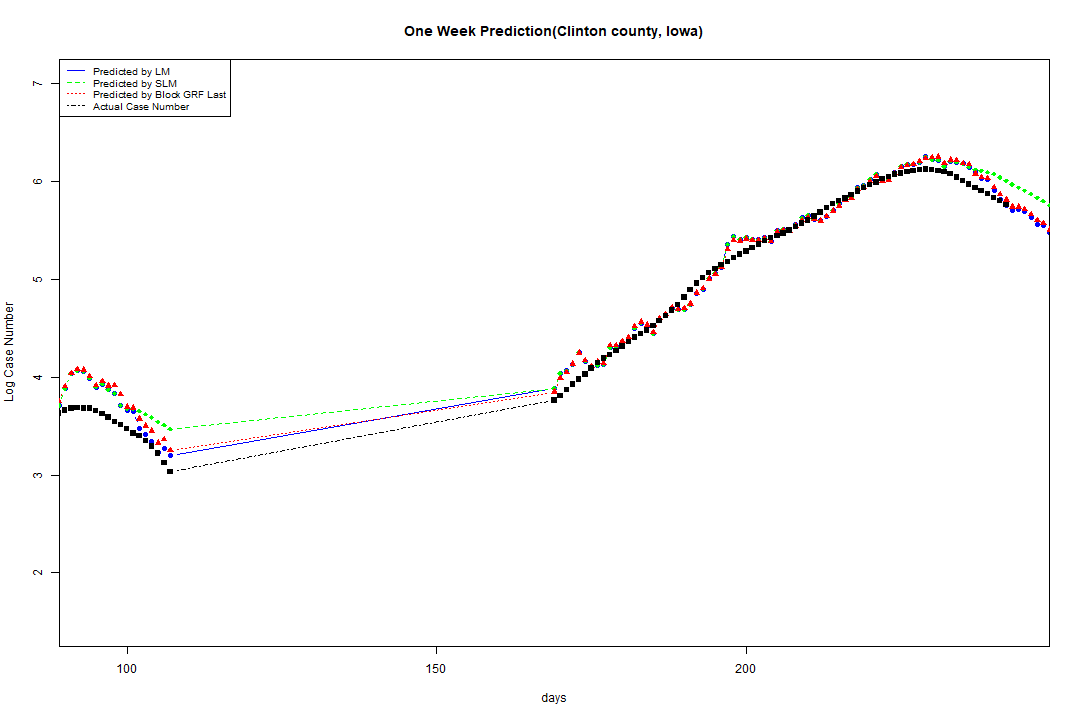 One Week Prediction(Clinton county, Iowa)
Predicted by LM
Predicted by SLM
Predicted by Block GRF Last
Actual Case Number
7
6
5
4
3
2
Log Case Number
100 150 200
days